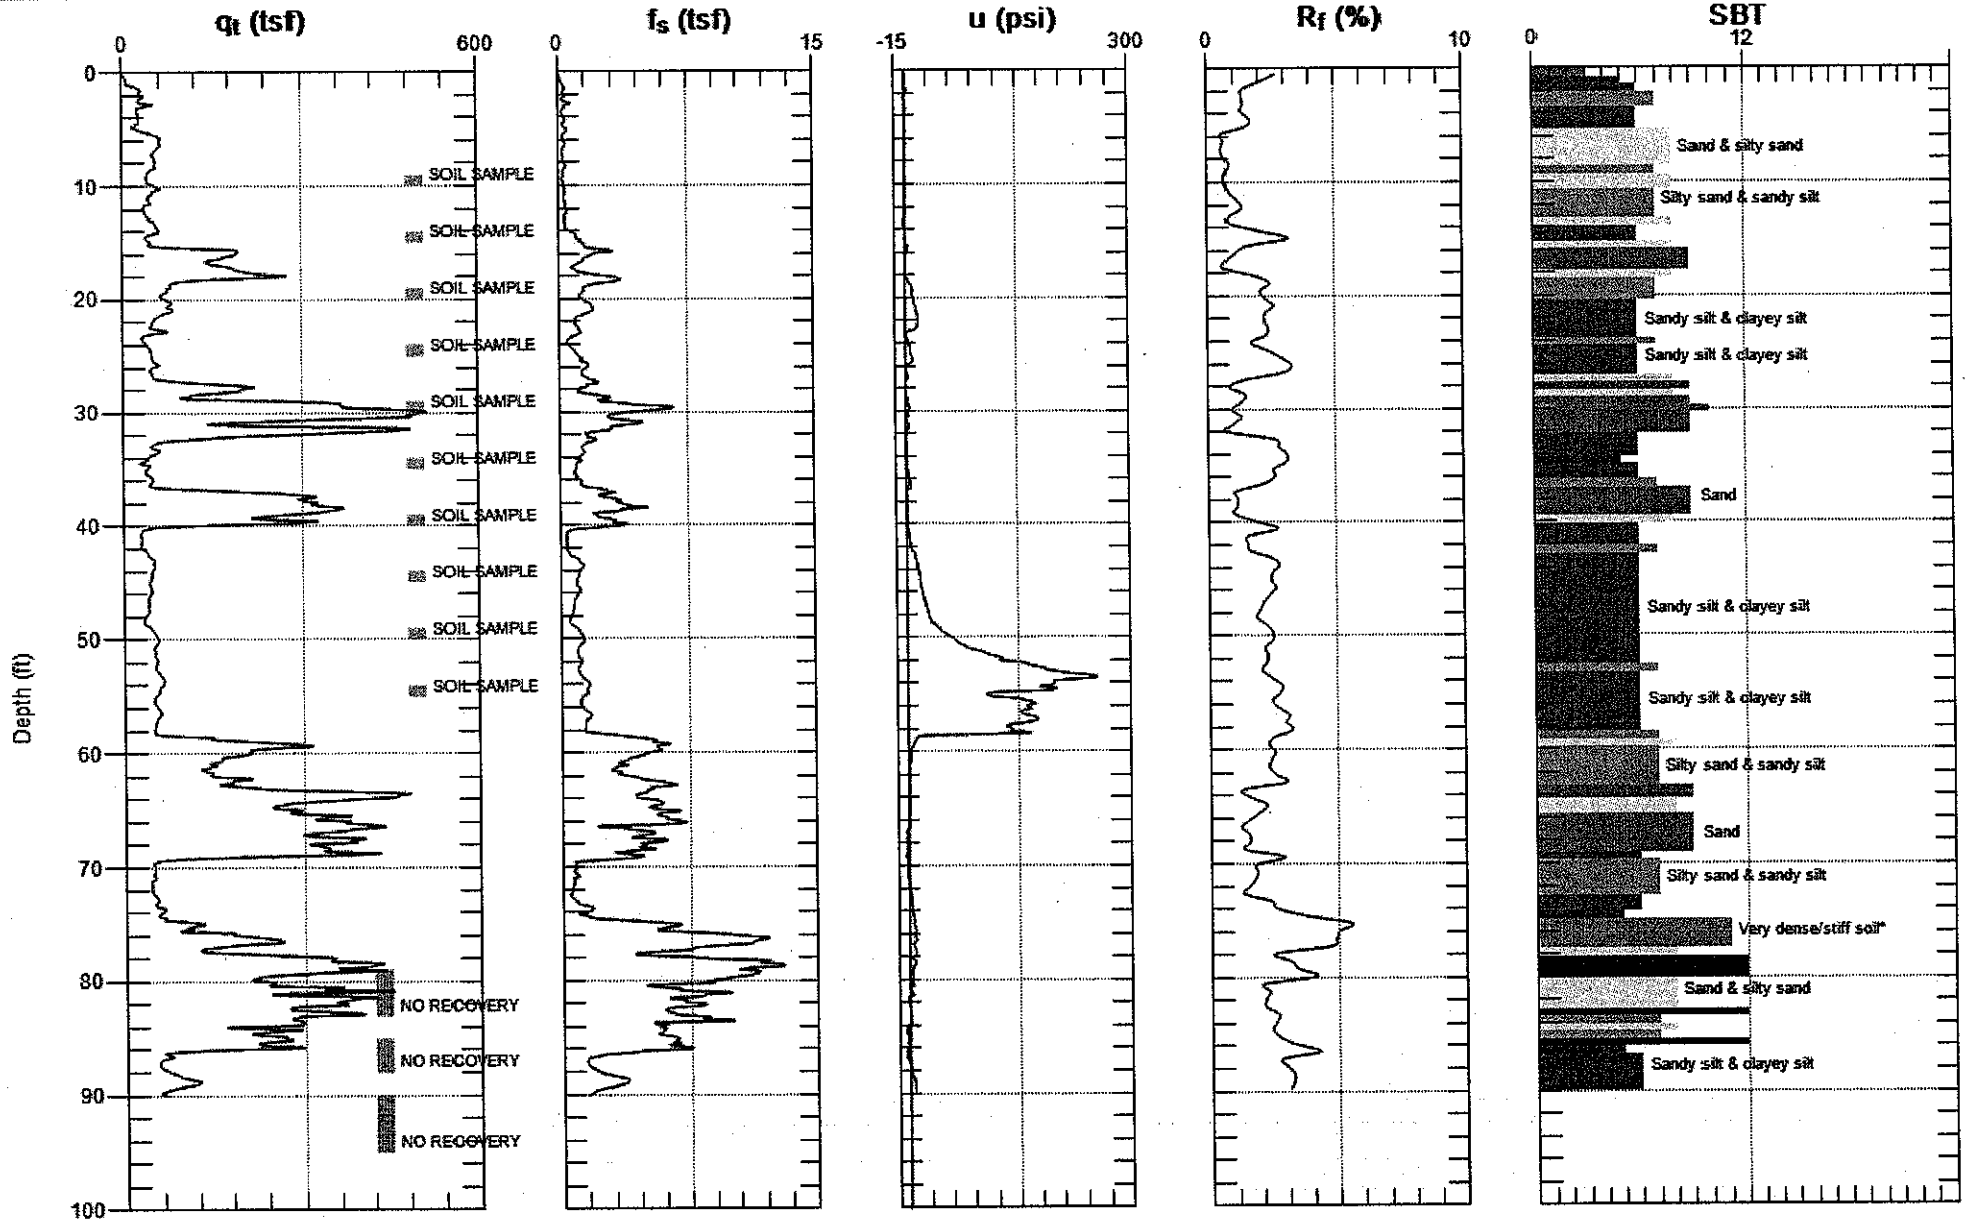 qt (tsf)
fs (tsf)
u (psi)
Rf (%)
SBT
0 600
0 15
-15 300
0 10
0 12
0
10
20
30
40
50
60
70
80
90
100
Depth (ft)
SOIL SAMPLE
SOIL SAMPLE
SOIL SAMPLE
SOIL SAMPLE
SOIL SAMPLE
SOIL SAMPLE
SOIL SAMPLE
SOIL SAMPLE
SOIL SAMPLE
SOIL SAMPLE
NO RECOVERY
NO RECOVERY
NO RECOVERY
Sand & silty sand
Silty sand & sandy silt
Sandy silt & clayey silt
Sandy silt & clayey silt
Sand
Sandy silt & clayey silt
Sandy silt & clayey silt
Silty sand & sandy silt
Sand
Silty sand & sandy silt
Very dense/stiff soil*
Sand & silty sand
Sandy silt & clayey silt